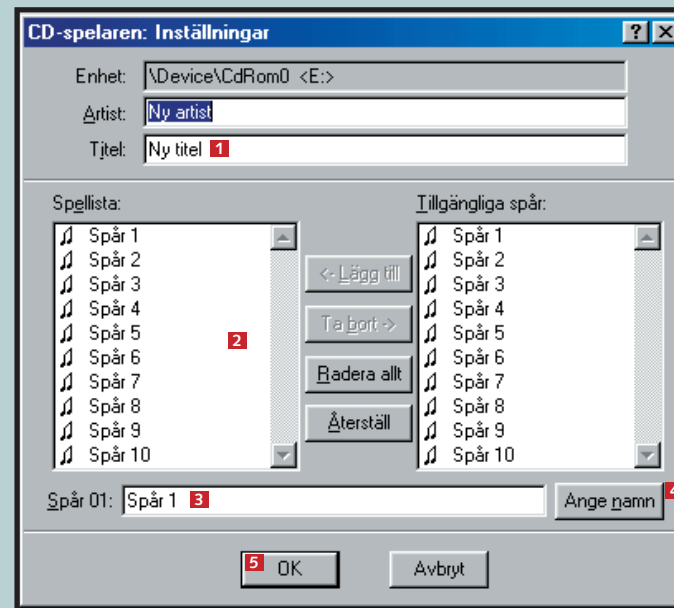 CD-spelaren: Inställningar
Enhet: \Device\CdRom0 <E:>
Artist: Ny artist
Titel: Ny titel 1
Spellista:
Spår 1
Spår 2
Spår 3
Spår 4
Spår 5
Spår 6
Spår 7
Spår 8
Spår 9
Spår 10
2
<- Lägg till
Ta bort ->
Radera allt
Återställ
Tillgängliga spår:
Spår 1
Spår 2
Spår 3
Spår 4
Spår 5
Spår 6
Spår 7
Spår 8
Spår 9
Spår 10
Spår 01: Spår 1 3 Ange namn 4
5 OK Avbryt